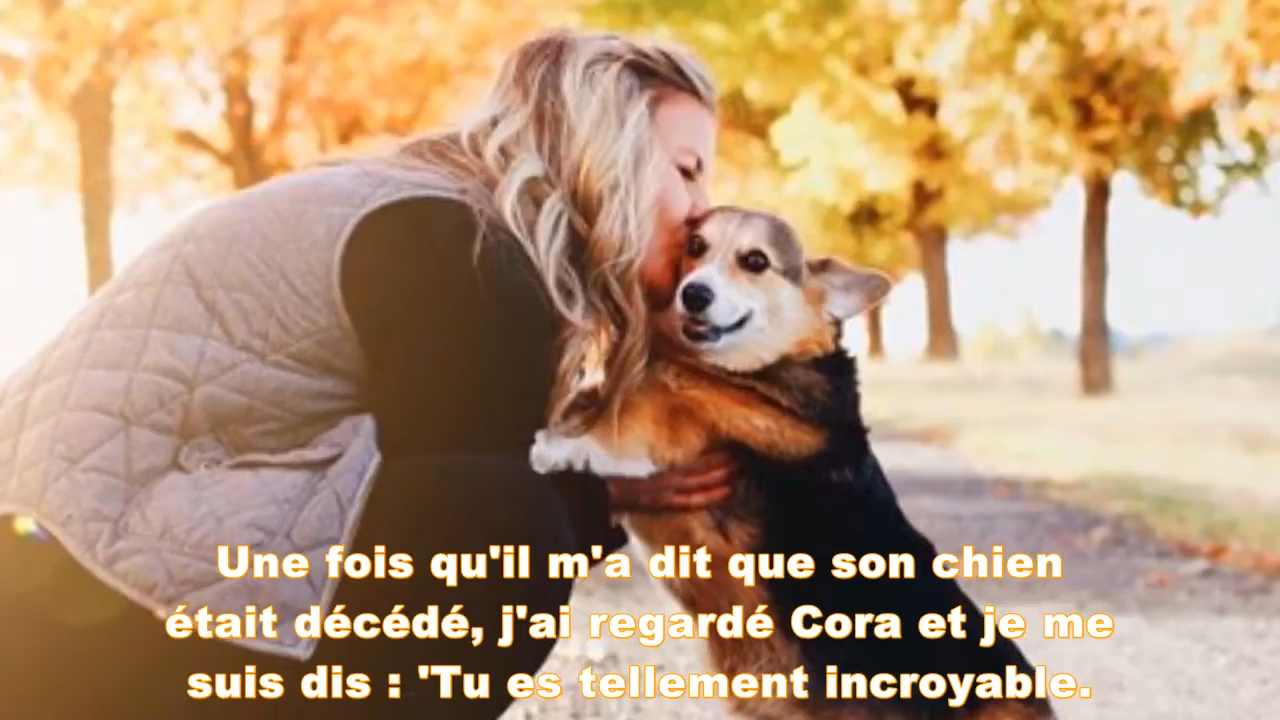 Une fois qu'il m'a dit que son chien
était décédé, j'ai regardé Cora et je me
suis dis : 'Tu es tellement incroyable.